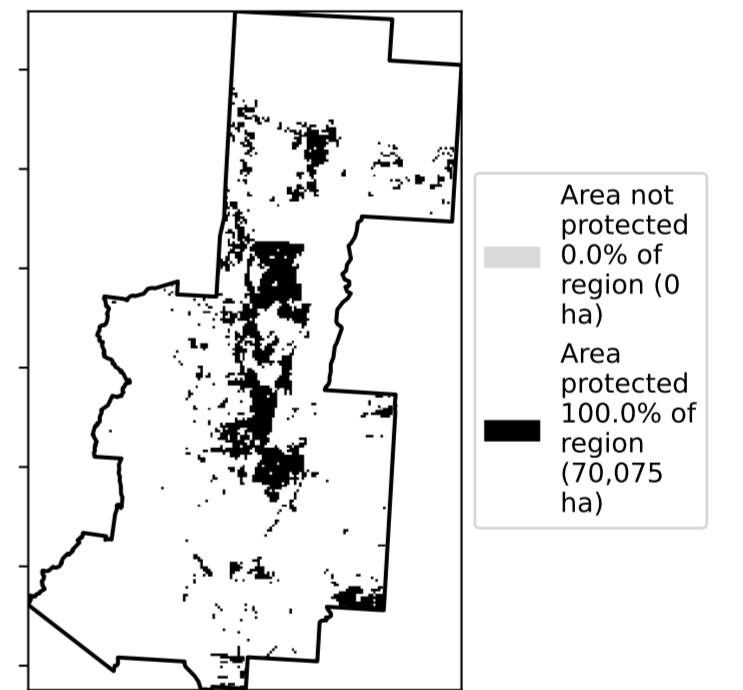 Area not
protected
0.0% of
region (0
ha)
Area
protected
100.0% of
region
(70,075
ha)